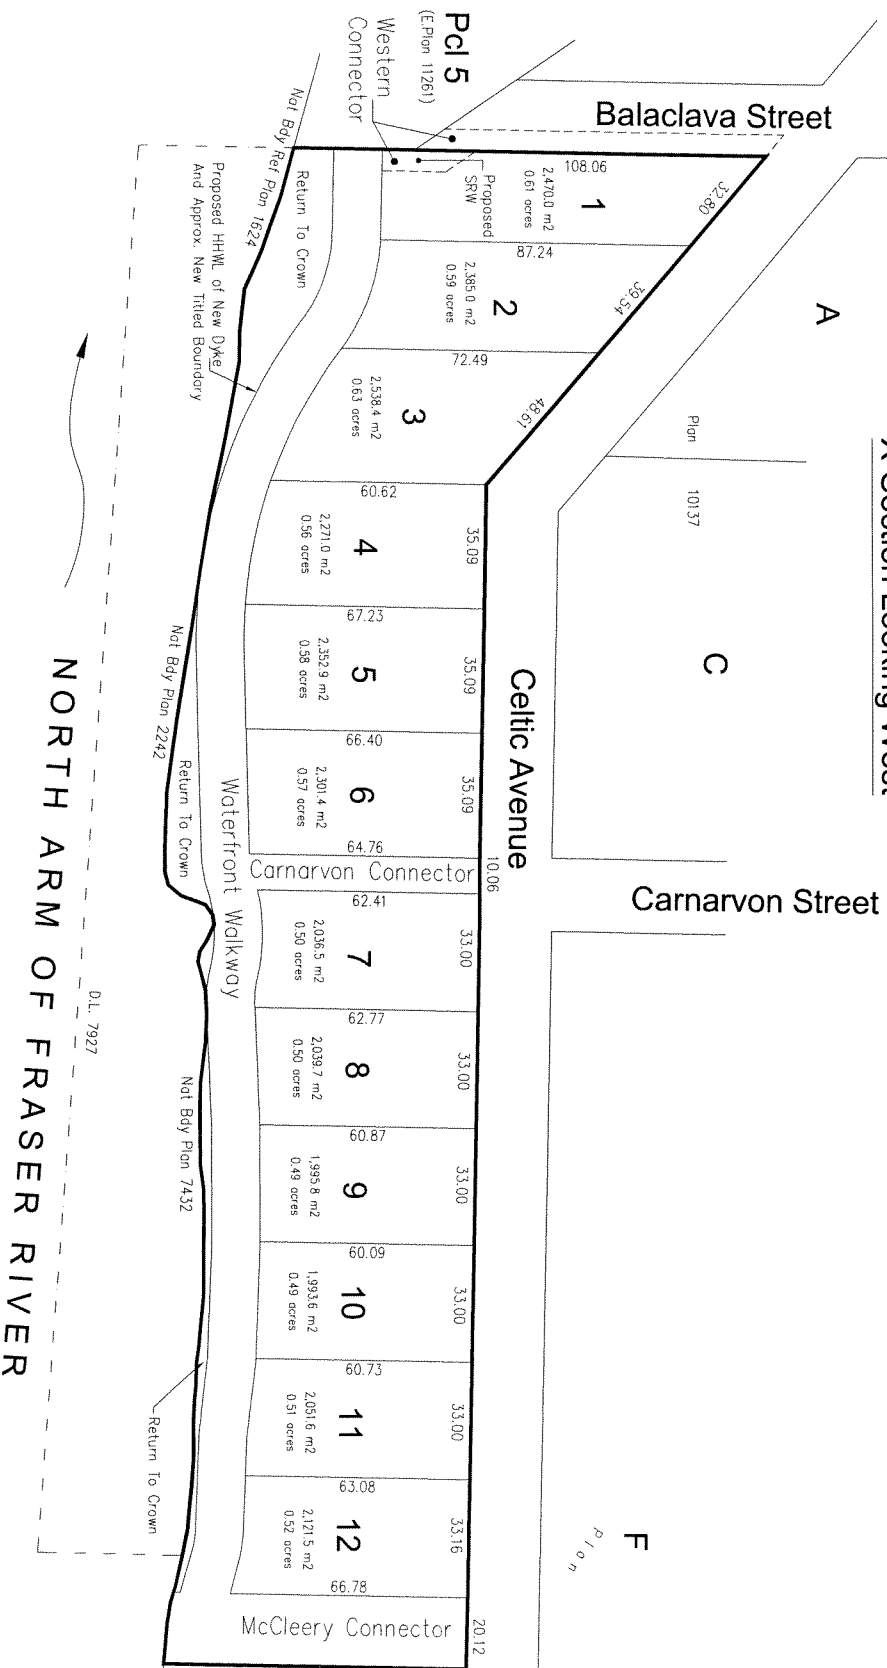 Pcl 5
(E.Plan 11261)
Western
Connector
Balaclava Street
A
Plan
10137
C
Celtic Avenue
Carnarvon Street
F
Plan
32.80
39.54
48.61
35.09
35.09
35.09
10.06
33.00
33.00
33.00
33.00
33.00
33.16
20.12
108.06
1
2,470.0 m2
0.61 acres
Proposed
SRW
87.24
2
2,385.0 m2
0.59 acres
72.49
3
2,538.4 m2
0.63 acres
60.62
4
2,271.0 m2
0.56 acres
67.23
5
2,352.9 m2
0.58 acres
66.40
6
2,301.4 m2
0.57 acres
64.76
Carnarvon Connector
62.41
7
2,036.5 m2
0.50 acres
62.77
8
2,039.7 m2
0.50 acres
60.87
9
1,995.8 m2
0.49 acres
60.09
10
1,993.6 m2
0.49 acres
60.73
11
2,051.6 m2
0.51 acres
63.08
12
2,121.5 m2
0.52 acres
66.78
McCleery Connector
Waterfront Walkway
Return To Crown
Nat Bdy Ref Plan 1624
Proposed HHWL of New Dyke
And Approx. New Titled Boundary
Nat Bdy Plan 2242
Return To Crown
Nat Bdy Plan 7432
Return To Crown
D.L. 7927
NORTH ARM OF FRASER RIVER